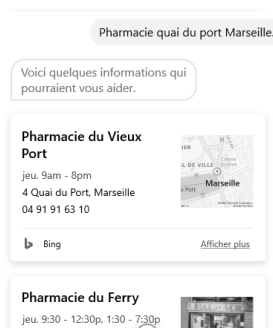 Pharmacie quai du port Marseille.
Voici quelques informations qui
pourraient vous aider.
Pharmacie du Vieux
Port
jeu. 9am - 8pm
4 Quai du Port, Marseille
04 91 91 63 10
Marseille
Bing
Afficher plus
Pharmacie du Ferry
jeu. 9:30 - 12:30p, 1:30 - 7:30p